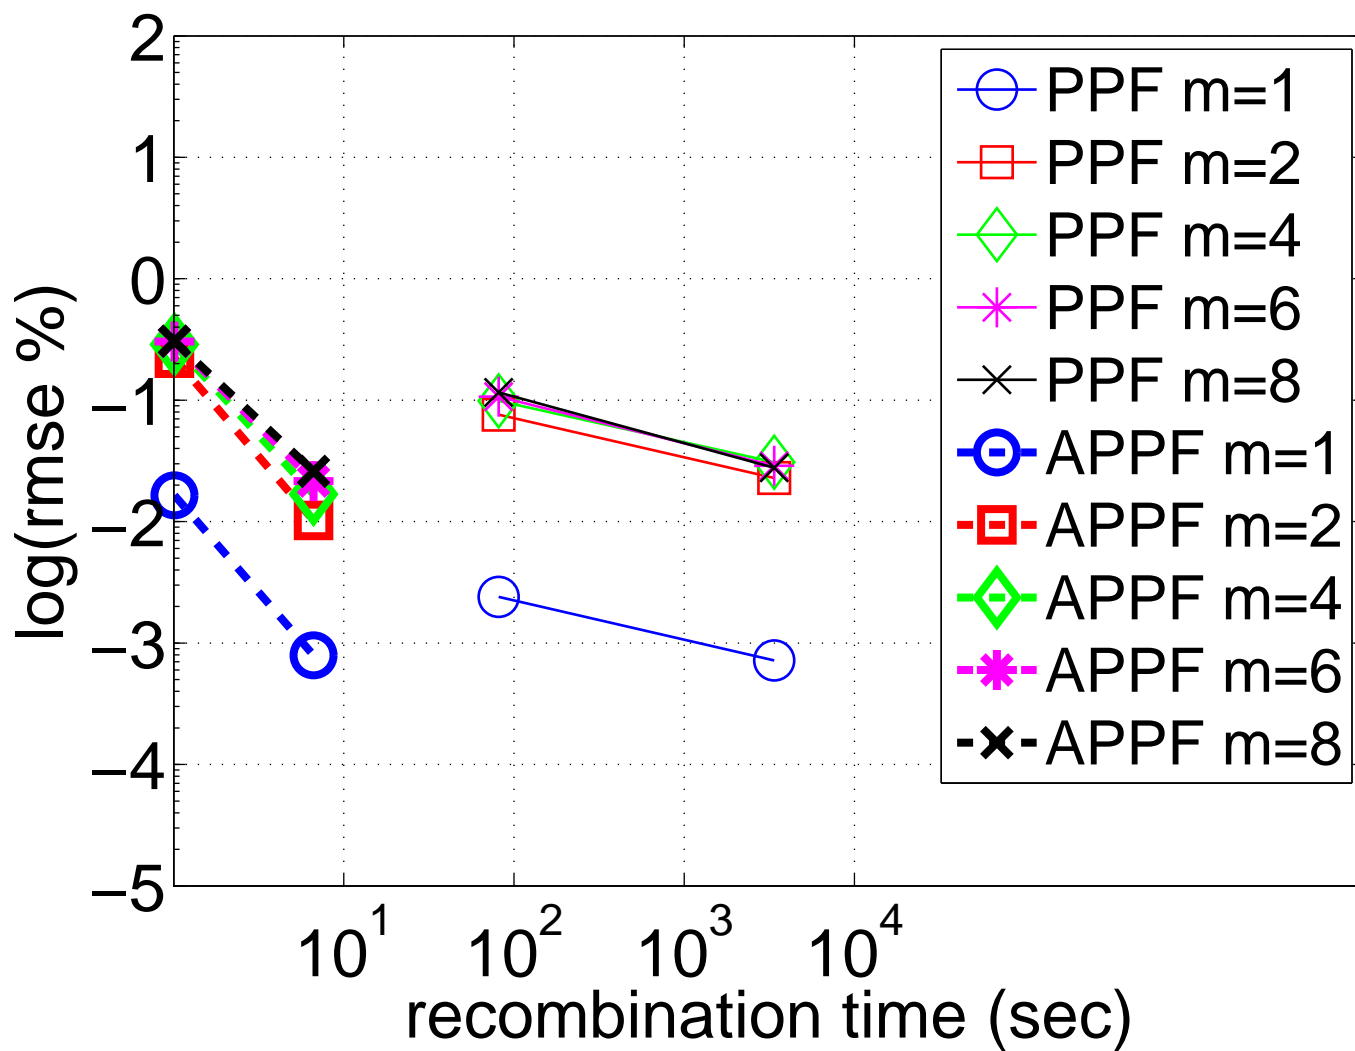 2
1
0
−1
−2
−3
−4
−5
log(rmse %)
10^1 10^2 10^3 10^4
recombination time (sec)
PPF m=1
PPF m=2
PPF m=4
PPF m=6
PPF m=8
APPF m=1
APPF m=2
APPF m=4
APPF m=6
APPF m=8